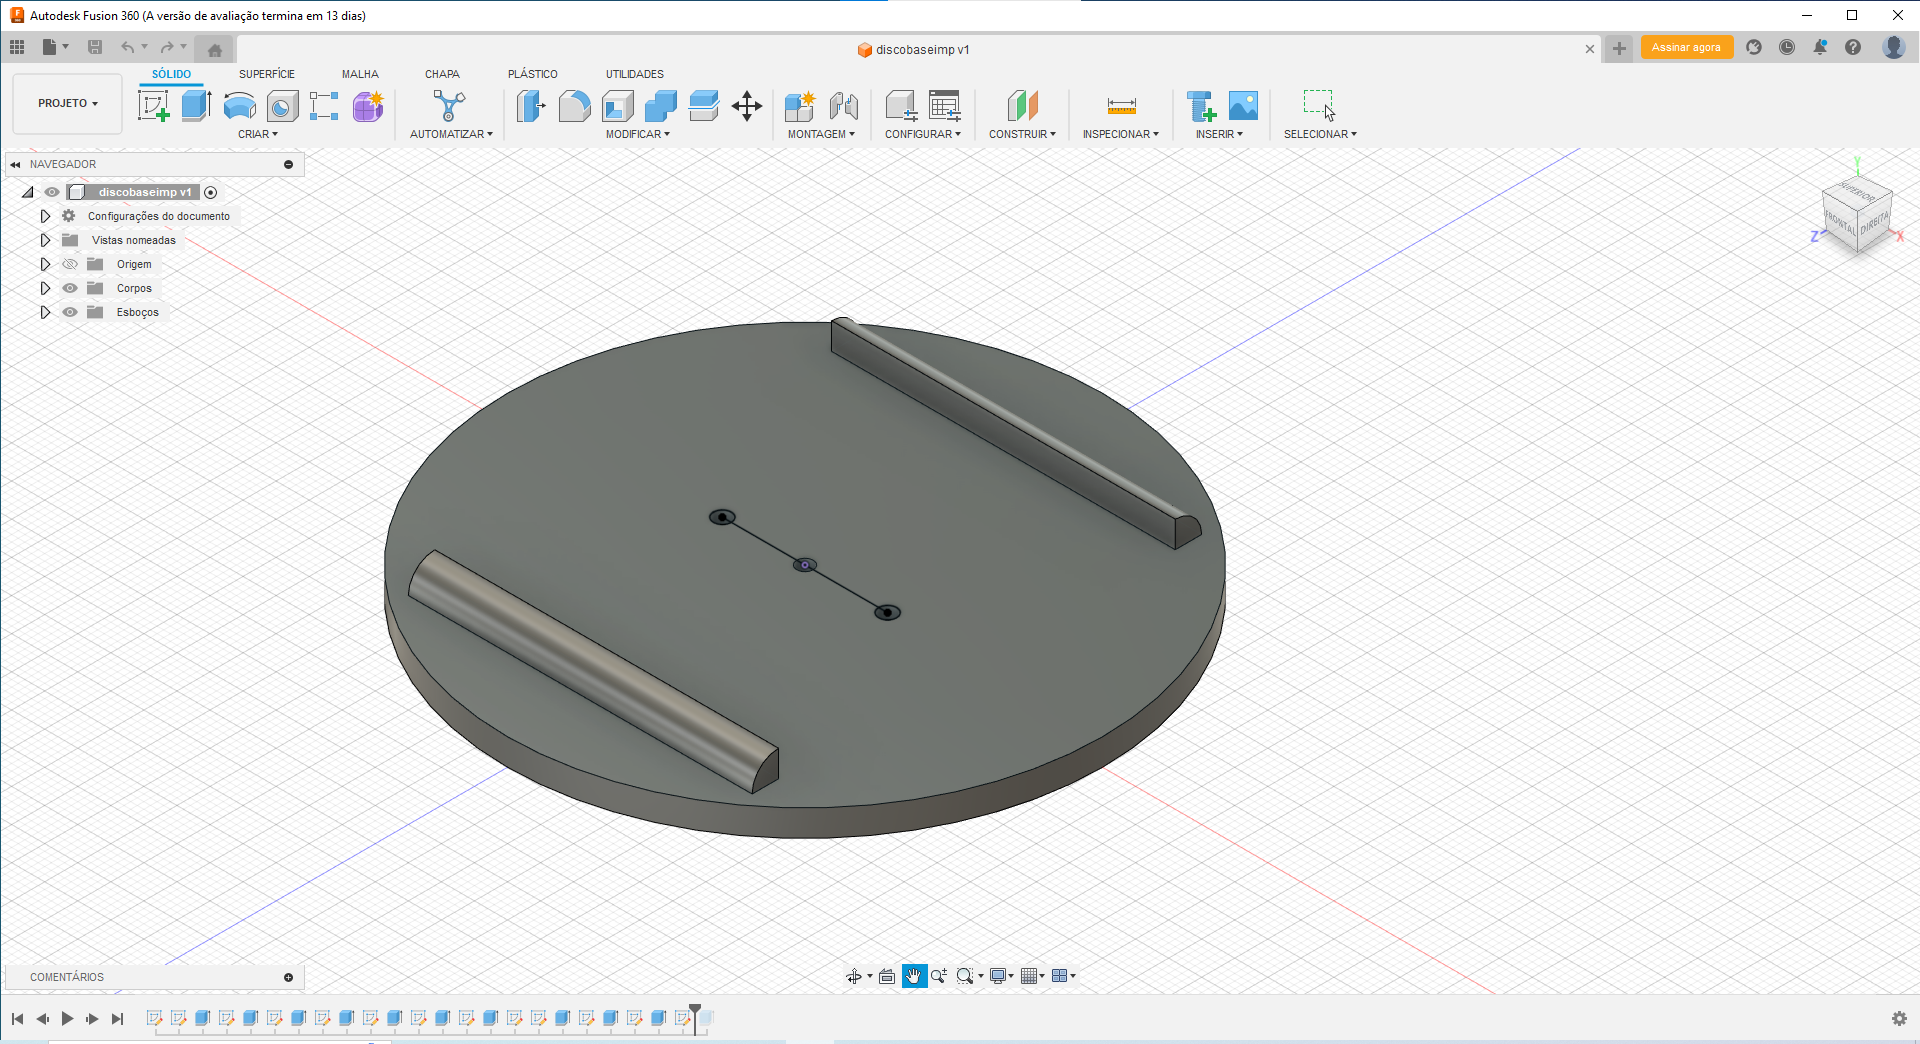 Autodesk Fusion 360 (A versão de avaliação termina em 13 dias)
discobaseimp v1
Assinar agora
PROJETO
SÓLIDO SUPERFÍCIE MALHA CHAPA PLÁSTICO UTILIDADES
CRIAR AUTOMATIZAR MODIFICAR MONTAGEM CONFIGURAR CONSTRUIR INSPECIONAR INSERIR SELECIONAR
NAVEGADOR
discobaseimp v1
Configurações do documento
Vistas nomeadas
Origem
Corpos
Esboços
Y
SUPERIOR
FRONTAL DIREITA
Z X
COMENTÁRIOS